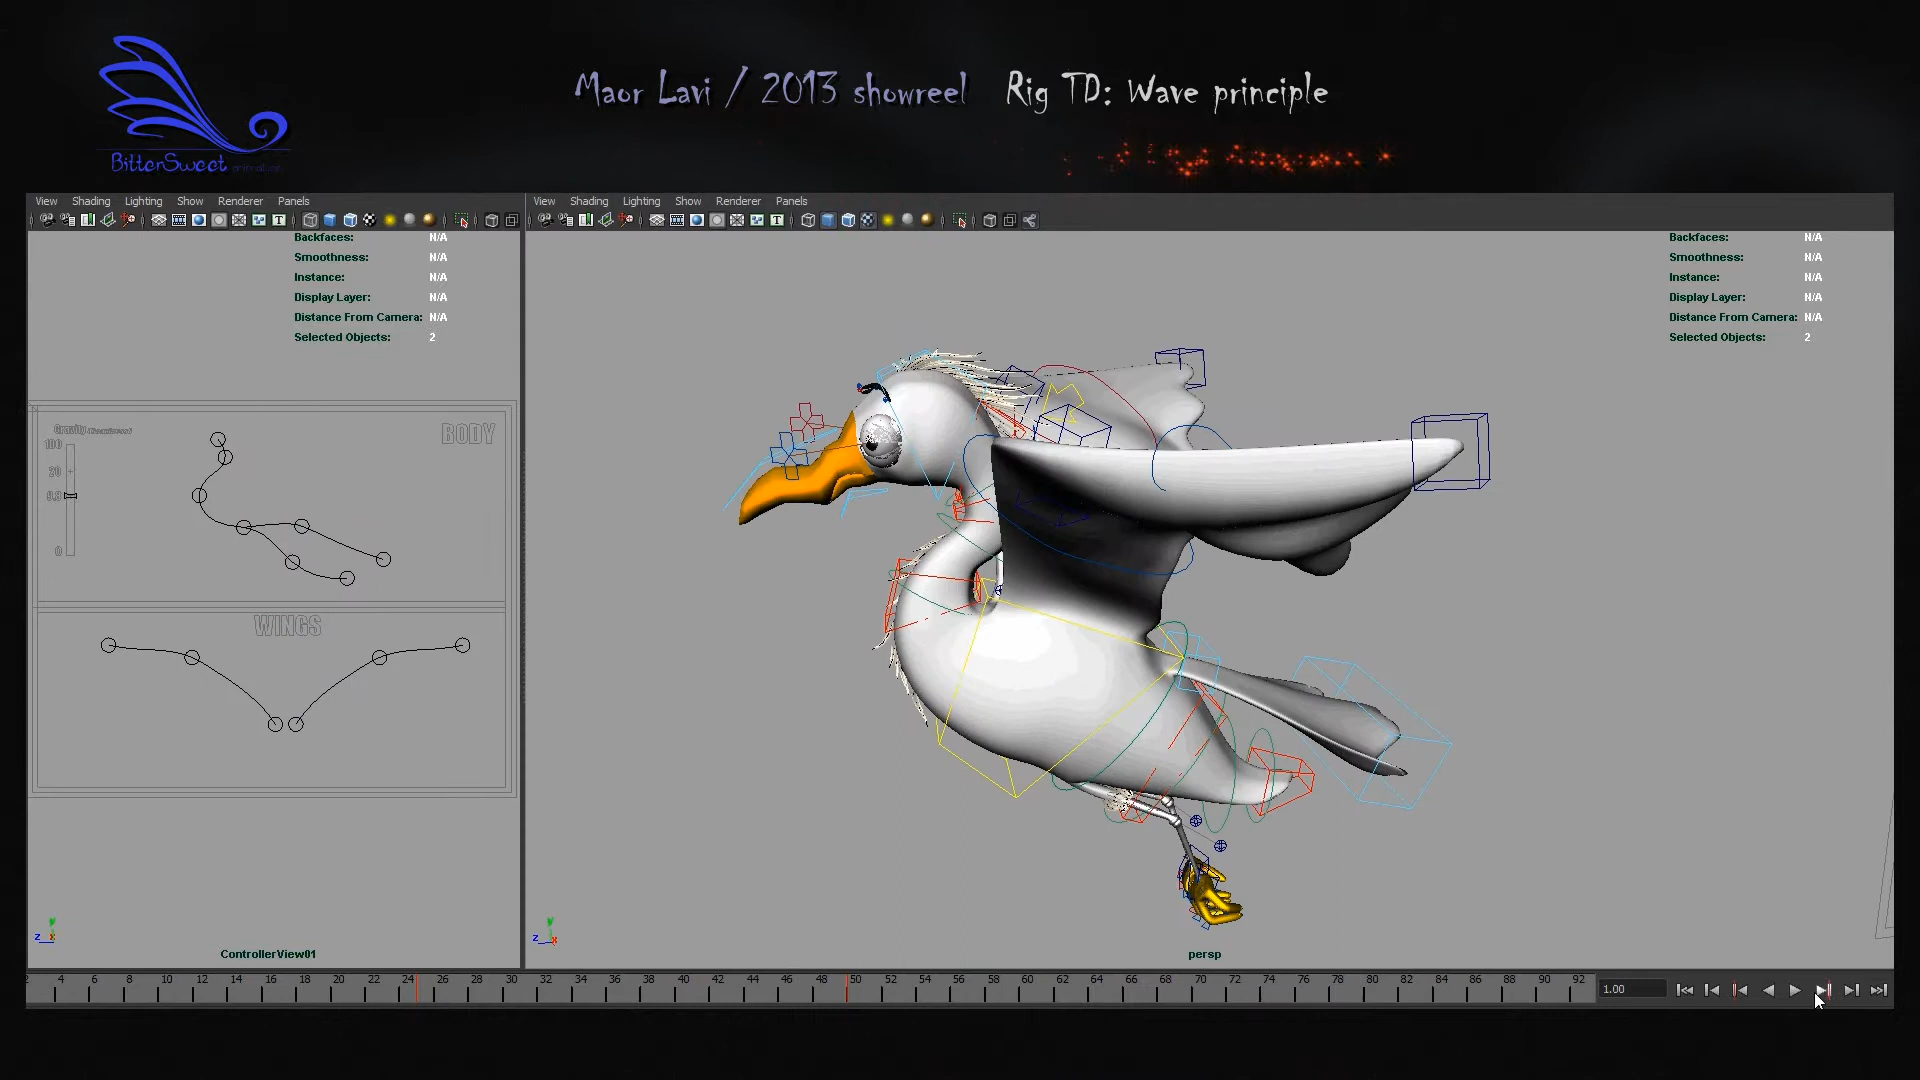 Maor Lavi / 2013 showreel Rig TD: Wave principle
BitterSweet
View Shading Lighting Show Renderer Panels
View Shading Lighting Show Renderer Panels
T
T
Backfaces: N/A
Smoothness: N/A
Instance: N/A
Display Layer: N/A
Distance From Camera: N/A
Selected Objects: 2
Backfaces: N/A
Smoothness: N/A
Instance: N/A
Display Layer: N/A
Distance From Camera: N/A
Selected Objects: 2
Gravity
BODY
100
20
9.9
0
WINGS
y
z x
ControllerView01
y
z x
persp
2 4 6 8 10 12 14 16 18 20 22 24 26 28 30 32 34 36 38 40 42 44 46 48 50 52 54 56 58 60 62 64 66 68 70 72 74 76 78 80 82 84 86 88 90 92
1.00